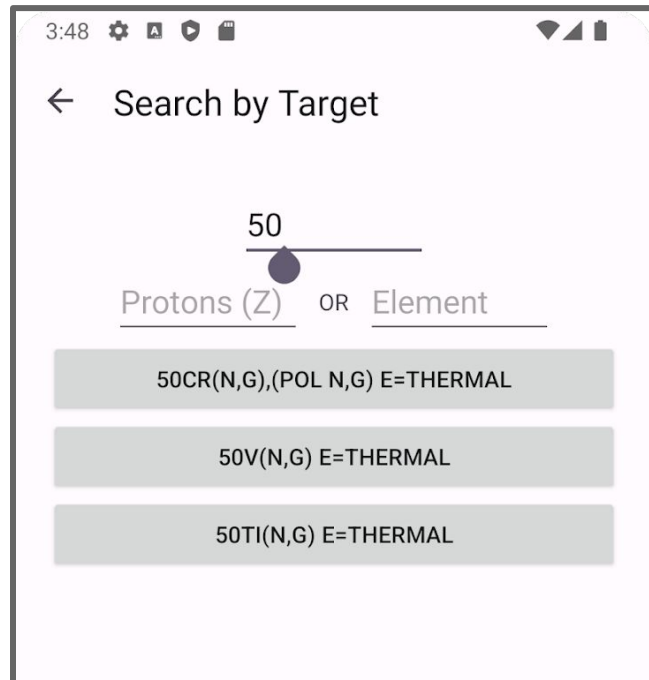 3:48
Search by Target
50
Protons (Z) OR Element
50CR(N,G),(POL N,G) E=THERMAL
50V(N,G) E=THERMAL
50TI(N,G) E=THERMAL